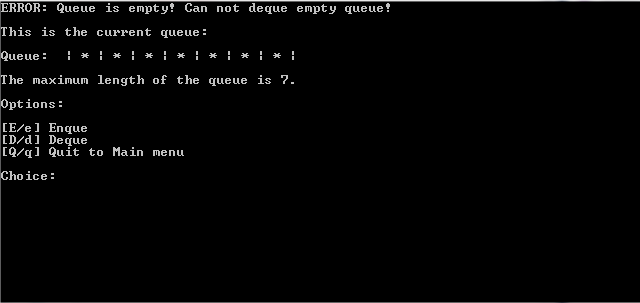 ERROR: Queue is empty! Can not deque empty queue!
This is the current queue:
Queue:  ¦ * ¦ * ¦ * ¦ * ¦ * ¦ * ¦ * ¦
The maximum length of the queue is 7.
Options:
[E/e] Enque
[D/d] Deque
[Q/q] Quit to Main menu
Choice: